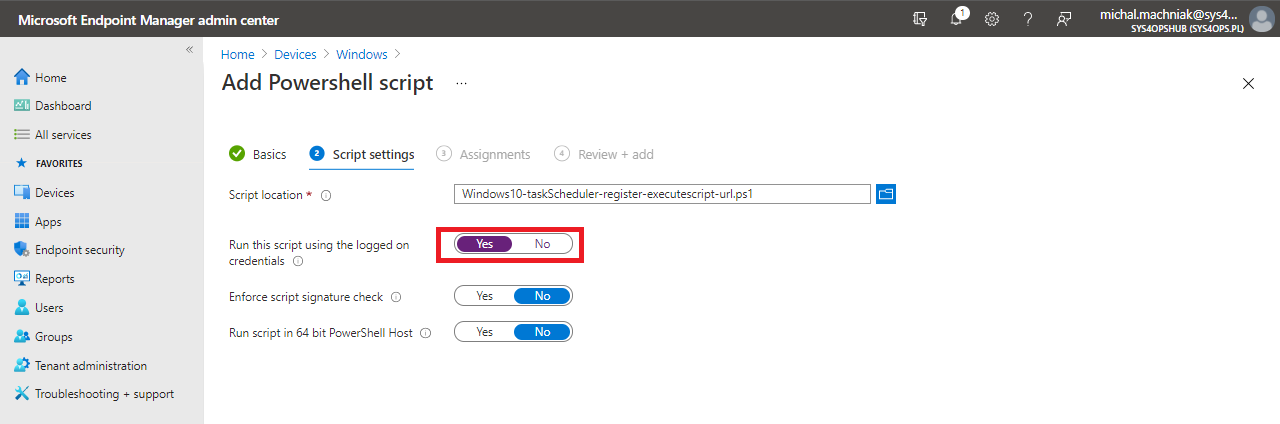 Microsoft Endpoint Manager admin center
1
michal.machniak@sys4...
SYS4OPSHUB (SYS4OPS.PL)
«
Home
Dashboard
All services
FAVORITES
Devices
Apps
Endpoint security
Reports
Users
Groups
Tenant administration
Troubleshooting + support
Home > Devices > Windows >
Add Powershell script ...
Basics
2 Script settings
3 Assignments
4 Review + add
Script location *
Windows10-taskScheduler-register-executescript-url.ps1
Run this script using the logged on
credentials
Yes No
Enforce script signature check
Yes No
Run script in 64 bit PowerShell Host
Yes No